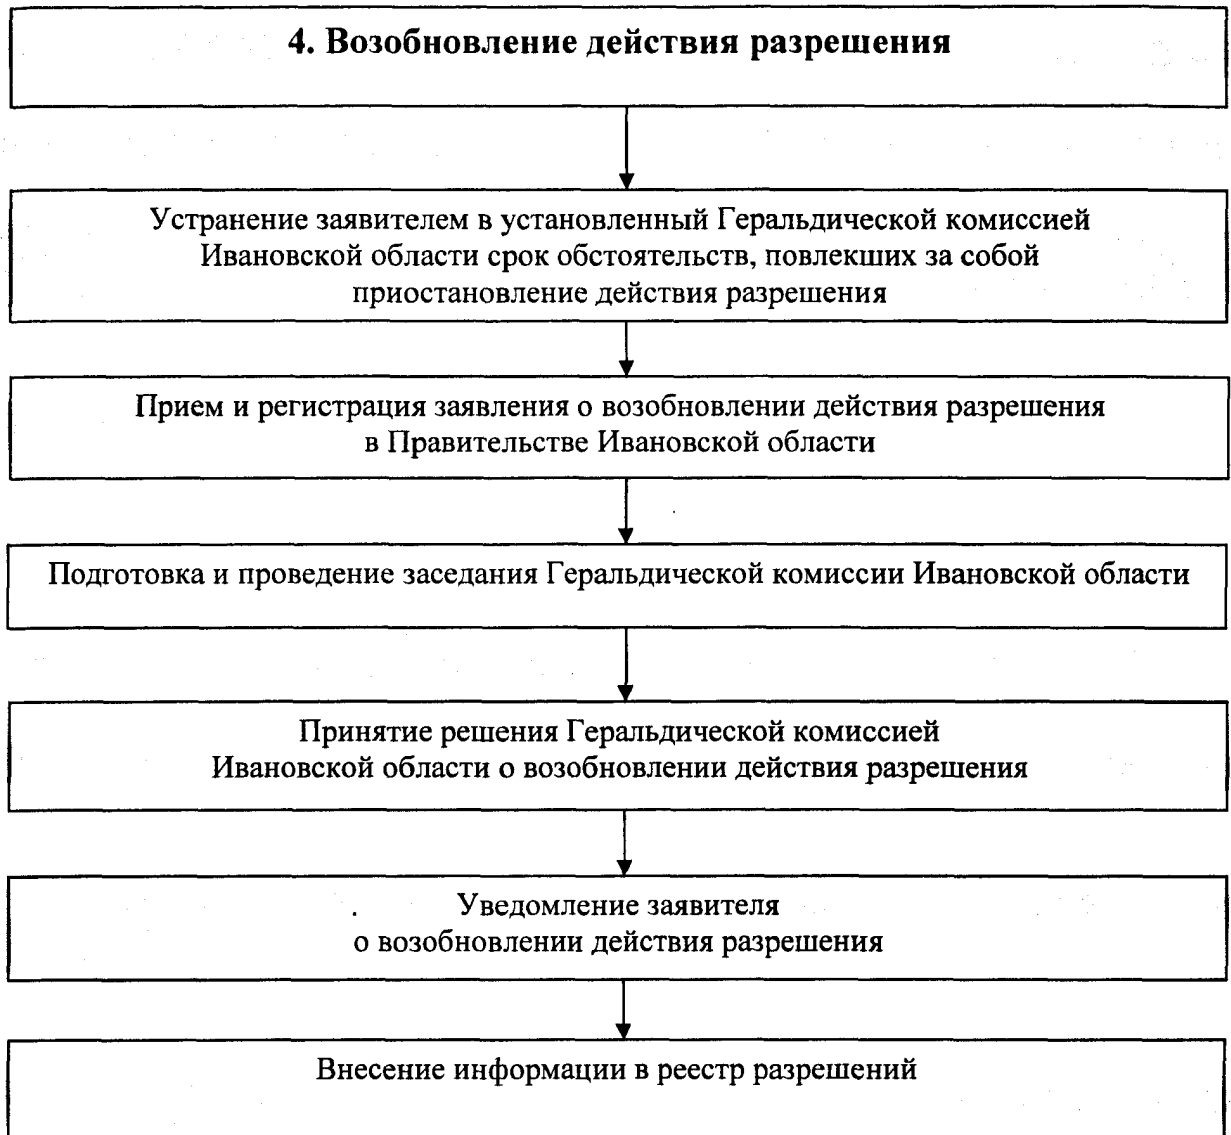 4. Возобновление действия разрешения
Устранение заявителем в установленный Геральдической комиссией
Ивановской области срок обстоятельств, повлекших за собой
приостановление действия разрешения
Прием и регистрация заявления о возобновлении действия разрешения
в Правительстве Ивановской области
Подготовка и проведение заседания Геральдической комиссии Ивановской области
Принятие решения Геральдической комиссией
Ивановской области о возобновлении действия разрешения
Уведомление заявителя
о возобновлении действия разрешения
Внесение информации в реестр разрешений